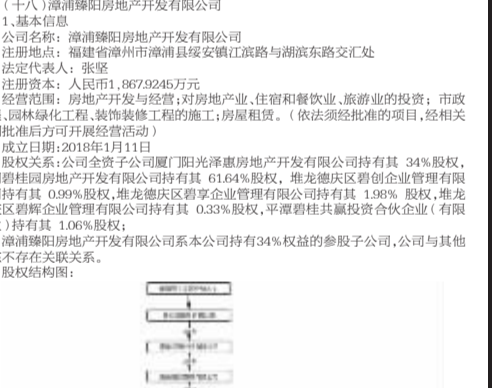 （十八）漳浦臻阳房地产开发有限公司
1、基本信息
公司名称：漳浦臻阳房地产开发有限公司
注册地点：福建省漳州市漳浦县绥安镇江滨路与湖滨东路交汇处
法定代表人：张坚
注册资本：人民币1,867.9245万元
经营范围：房地产开发与经营;对房地产业、住宿和餐饮业、旅游业的投资；市政
、园林绿化工程、装饰装修工程的施工;房屋租赁。（依法须经批准的项目,经相关
批准后方可开展经营活动）
成立日期:2018年1月11日
股权关系:公司全资子公司厦门阳光泽惠房地产开发有限公司持有其 34%股权，
碧桂园房地产开发有限公司持有其 61.64%股权， 堆龙德庆区碧创企业管理有限
持有其 0.99%股权,堆龙德庆区碧享企业管理有限公司持有其 1.98% 股权,堆龙
区碧辉企业管理有限公司持有其 0.33%股权,平潭碧桂共赢投资合伙企业（有限
）持有其 1.06%股权；
漳浦臻阳房地产开发有限公司系本公司持有34%权益的参股子公司,公司与其他
不存在关联关系。
股权结构图：